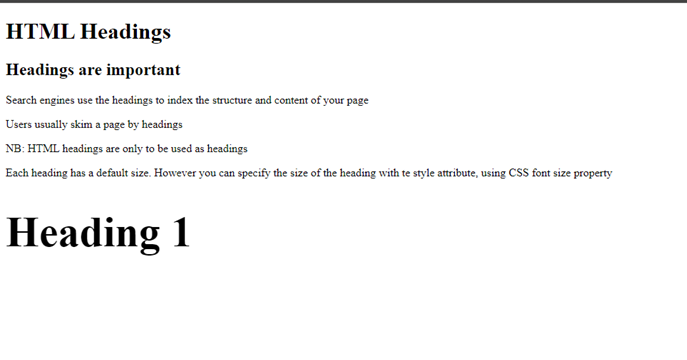 HTML Headings
Headings are important
Search engines use the headings to index the structure and content of your page
Users usually skim a page by headings
NB: HTML headings are only to be used as headings
Each heading has a default size. However you can specify the size of the heading with te style attribute, using CSS font size property
Heading 1